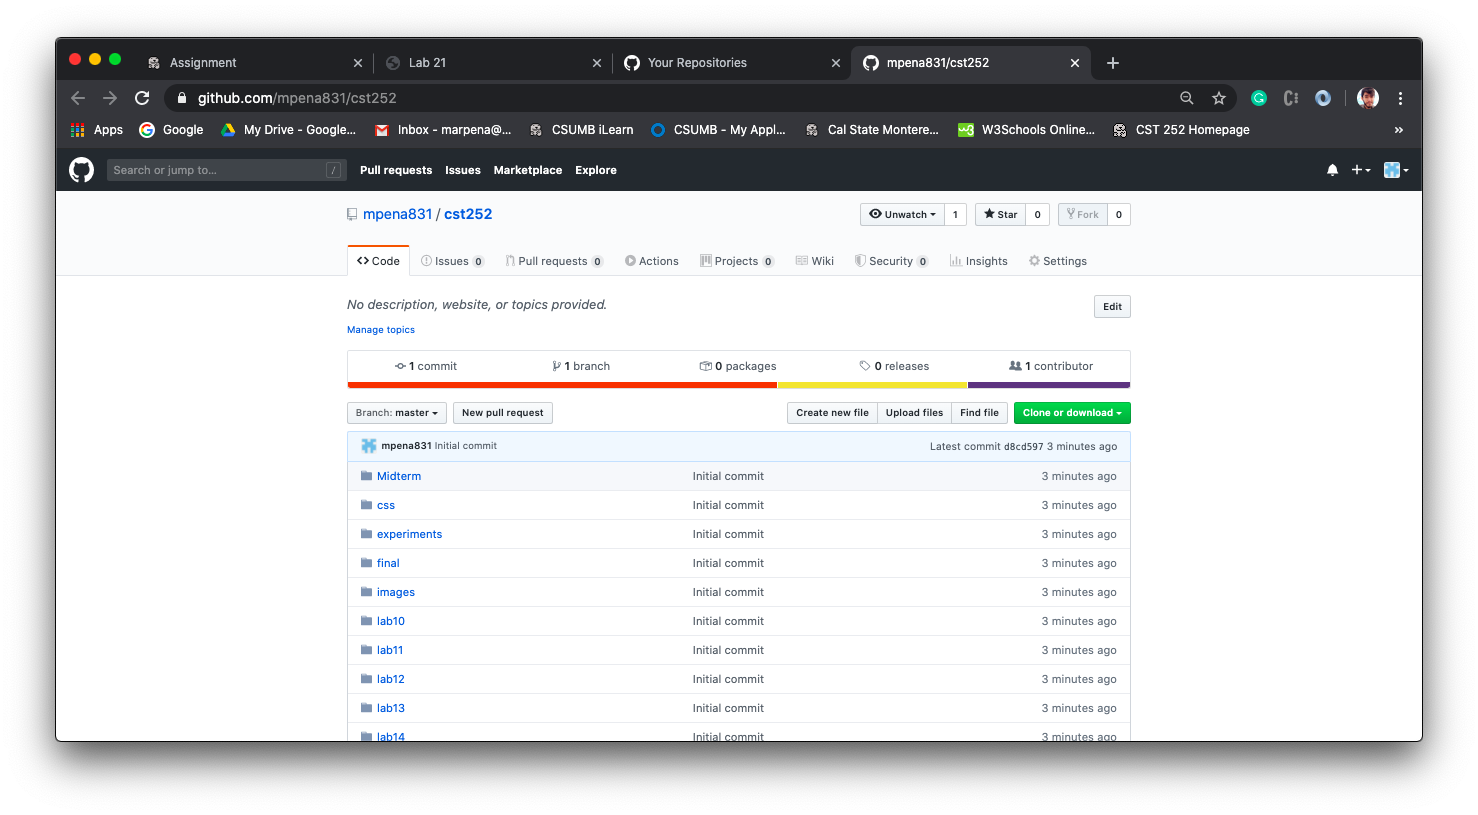 Assignment Lab 21 Your Repositories mpena831/cst252
github.com/mpena831/cst252
Apps Google My Drive - Google... Inbox - marpena@... CSUMB iLearn CSUMB - My Appl... Cal State Montere... W3Schools Online... CST 252 Homepage »
Search or jump to... / Pull requests Issues Marketplace Explore
mpena831 / cst252 Unwatch 1 Star 0 Fork 0
Code Issues 0 Pull requests 0 Actions Projects 0 Wiki Security 0 Insights Settings
No description, website, or topics provided. Edit
Manage topics
1 commit 1 branch 0 packages 0 releases 1 contributor
Branch: master New pull request Create new file Upload files Find file Clone or download
mpena831 Initial commit Latest commit d8cd597 3 minutes ago
Midterm Initial commit 3 minutes ago
css Initial commit 3 minutes ago
experiments Initial commit 3 minutes ago
final Initial commit 3 minutes ago
images Initial commit 3 minutes ago
lab10 Initial commit 3 minutes ago
lab11 Initial commit 3 minutes ago
lab12 Initial commit 3 minutes ago
lab13 Initial commit 3 minutes ago
lab14 Initial commit 3 minutes ago